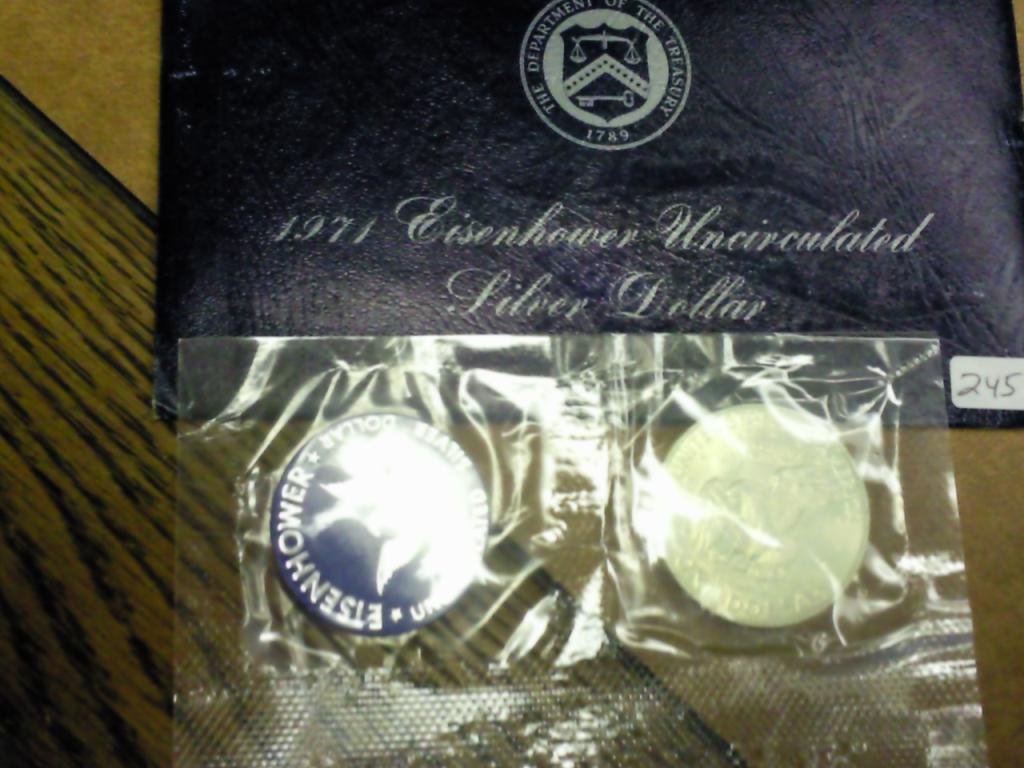 THE DEPARTMENT OF THE TREASURY
1789
1971 Eisenhower Uncirculated
Silver Dollar
245
EISENHOWER
DOLLAR